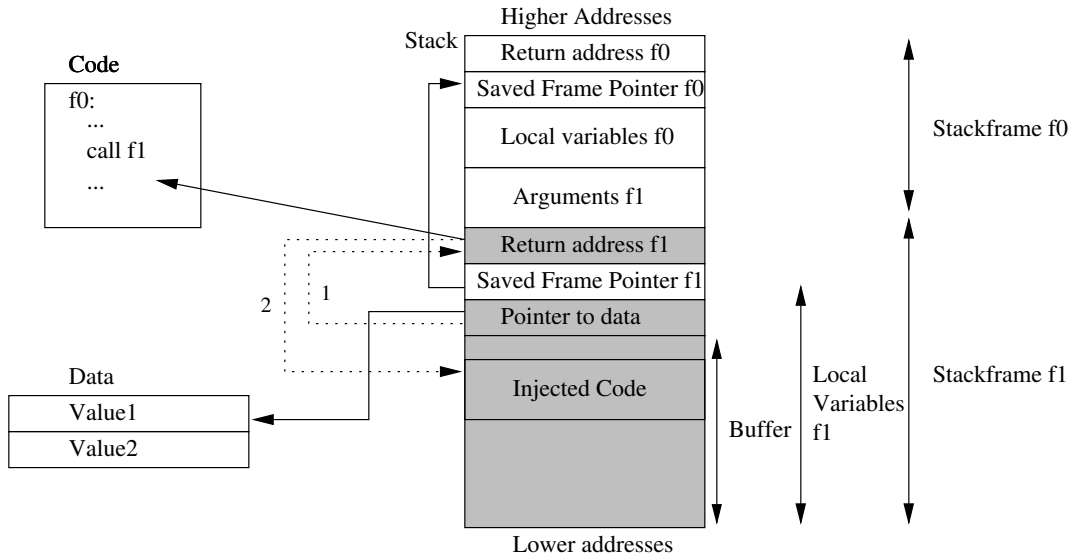 Higher Addresses
Stack
Return address f0
Code
Saved Frame Pointer f0
f0:
...
call f1
...
Local variables f0
Stackframe f0
Arguments f1
Return address f1
Saved Frame Pointer f1
1
2
Pointer to data
Data
Value1
Value2
Injected Code
Buffer
Local
Variables
f1
Stackframe f1
Lower addresses